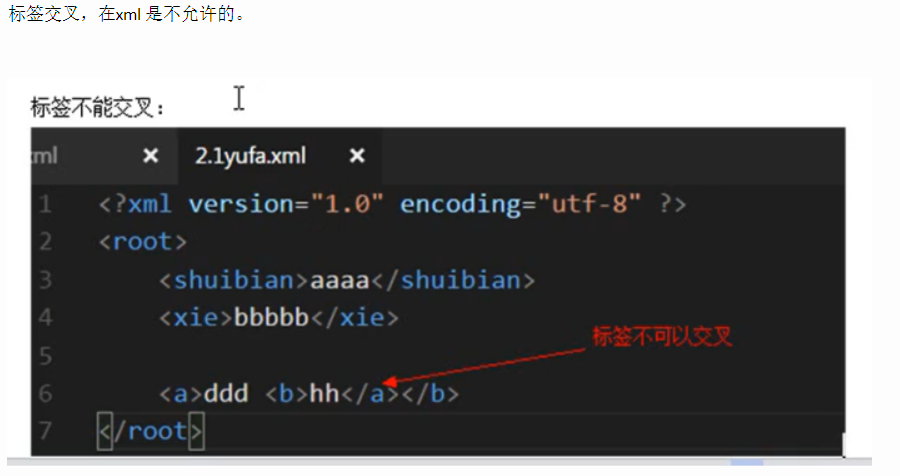 标签交叉，在xml 是不允许的。
标签不能交叉：
ml × 2.1yufa.xml ×
1 <?xml version="1.0" encoding="utf-8" ?>
2 <root>
3 <shuibian>aaaa</shuibian>
4 <xie>bbbbb</xie>
标签不可以交叉
5
6 <a>ddd <b>hh</a></b>
7 </root>